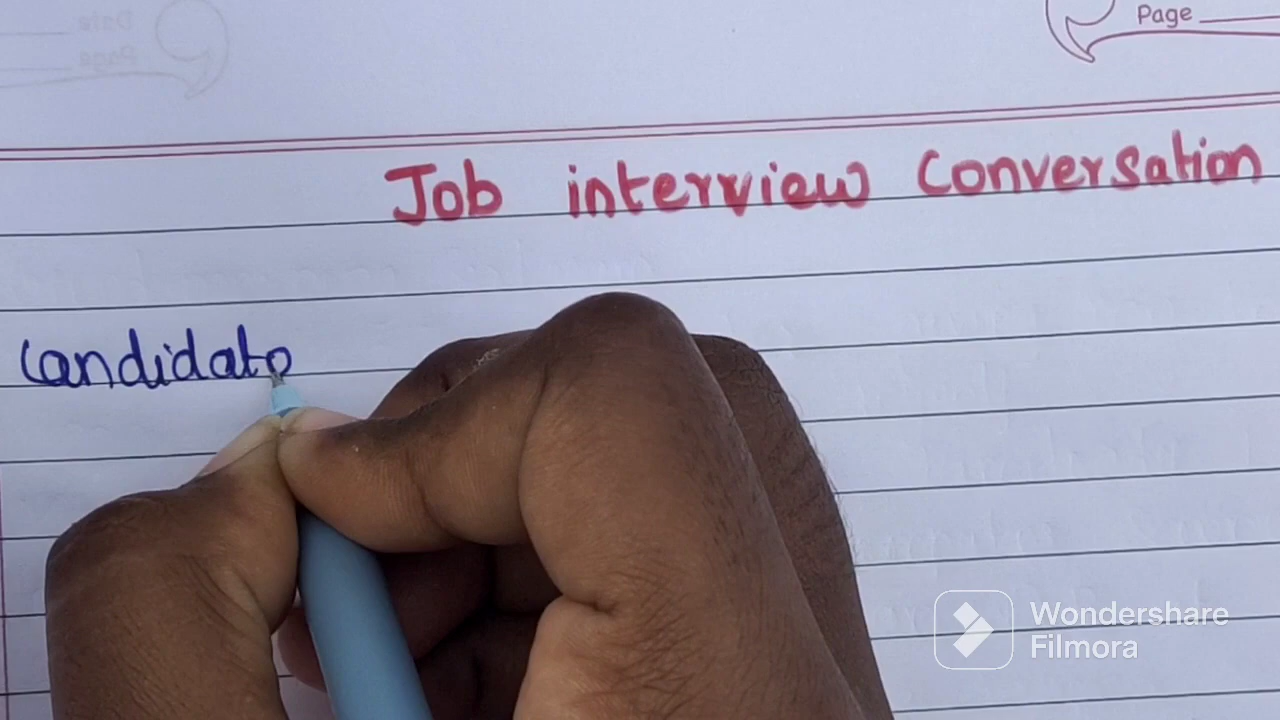 Page
Job interview Conversation
Candidate
Wondershare
Filmora